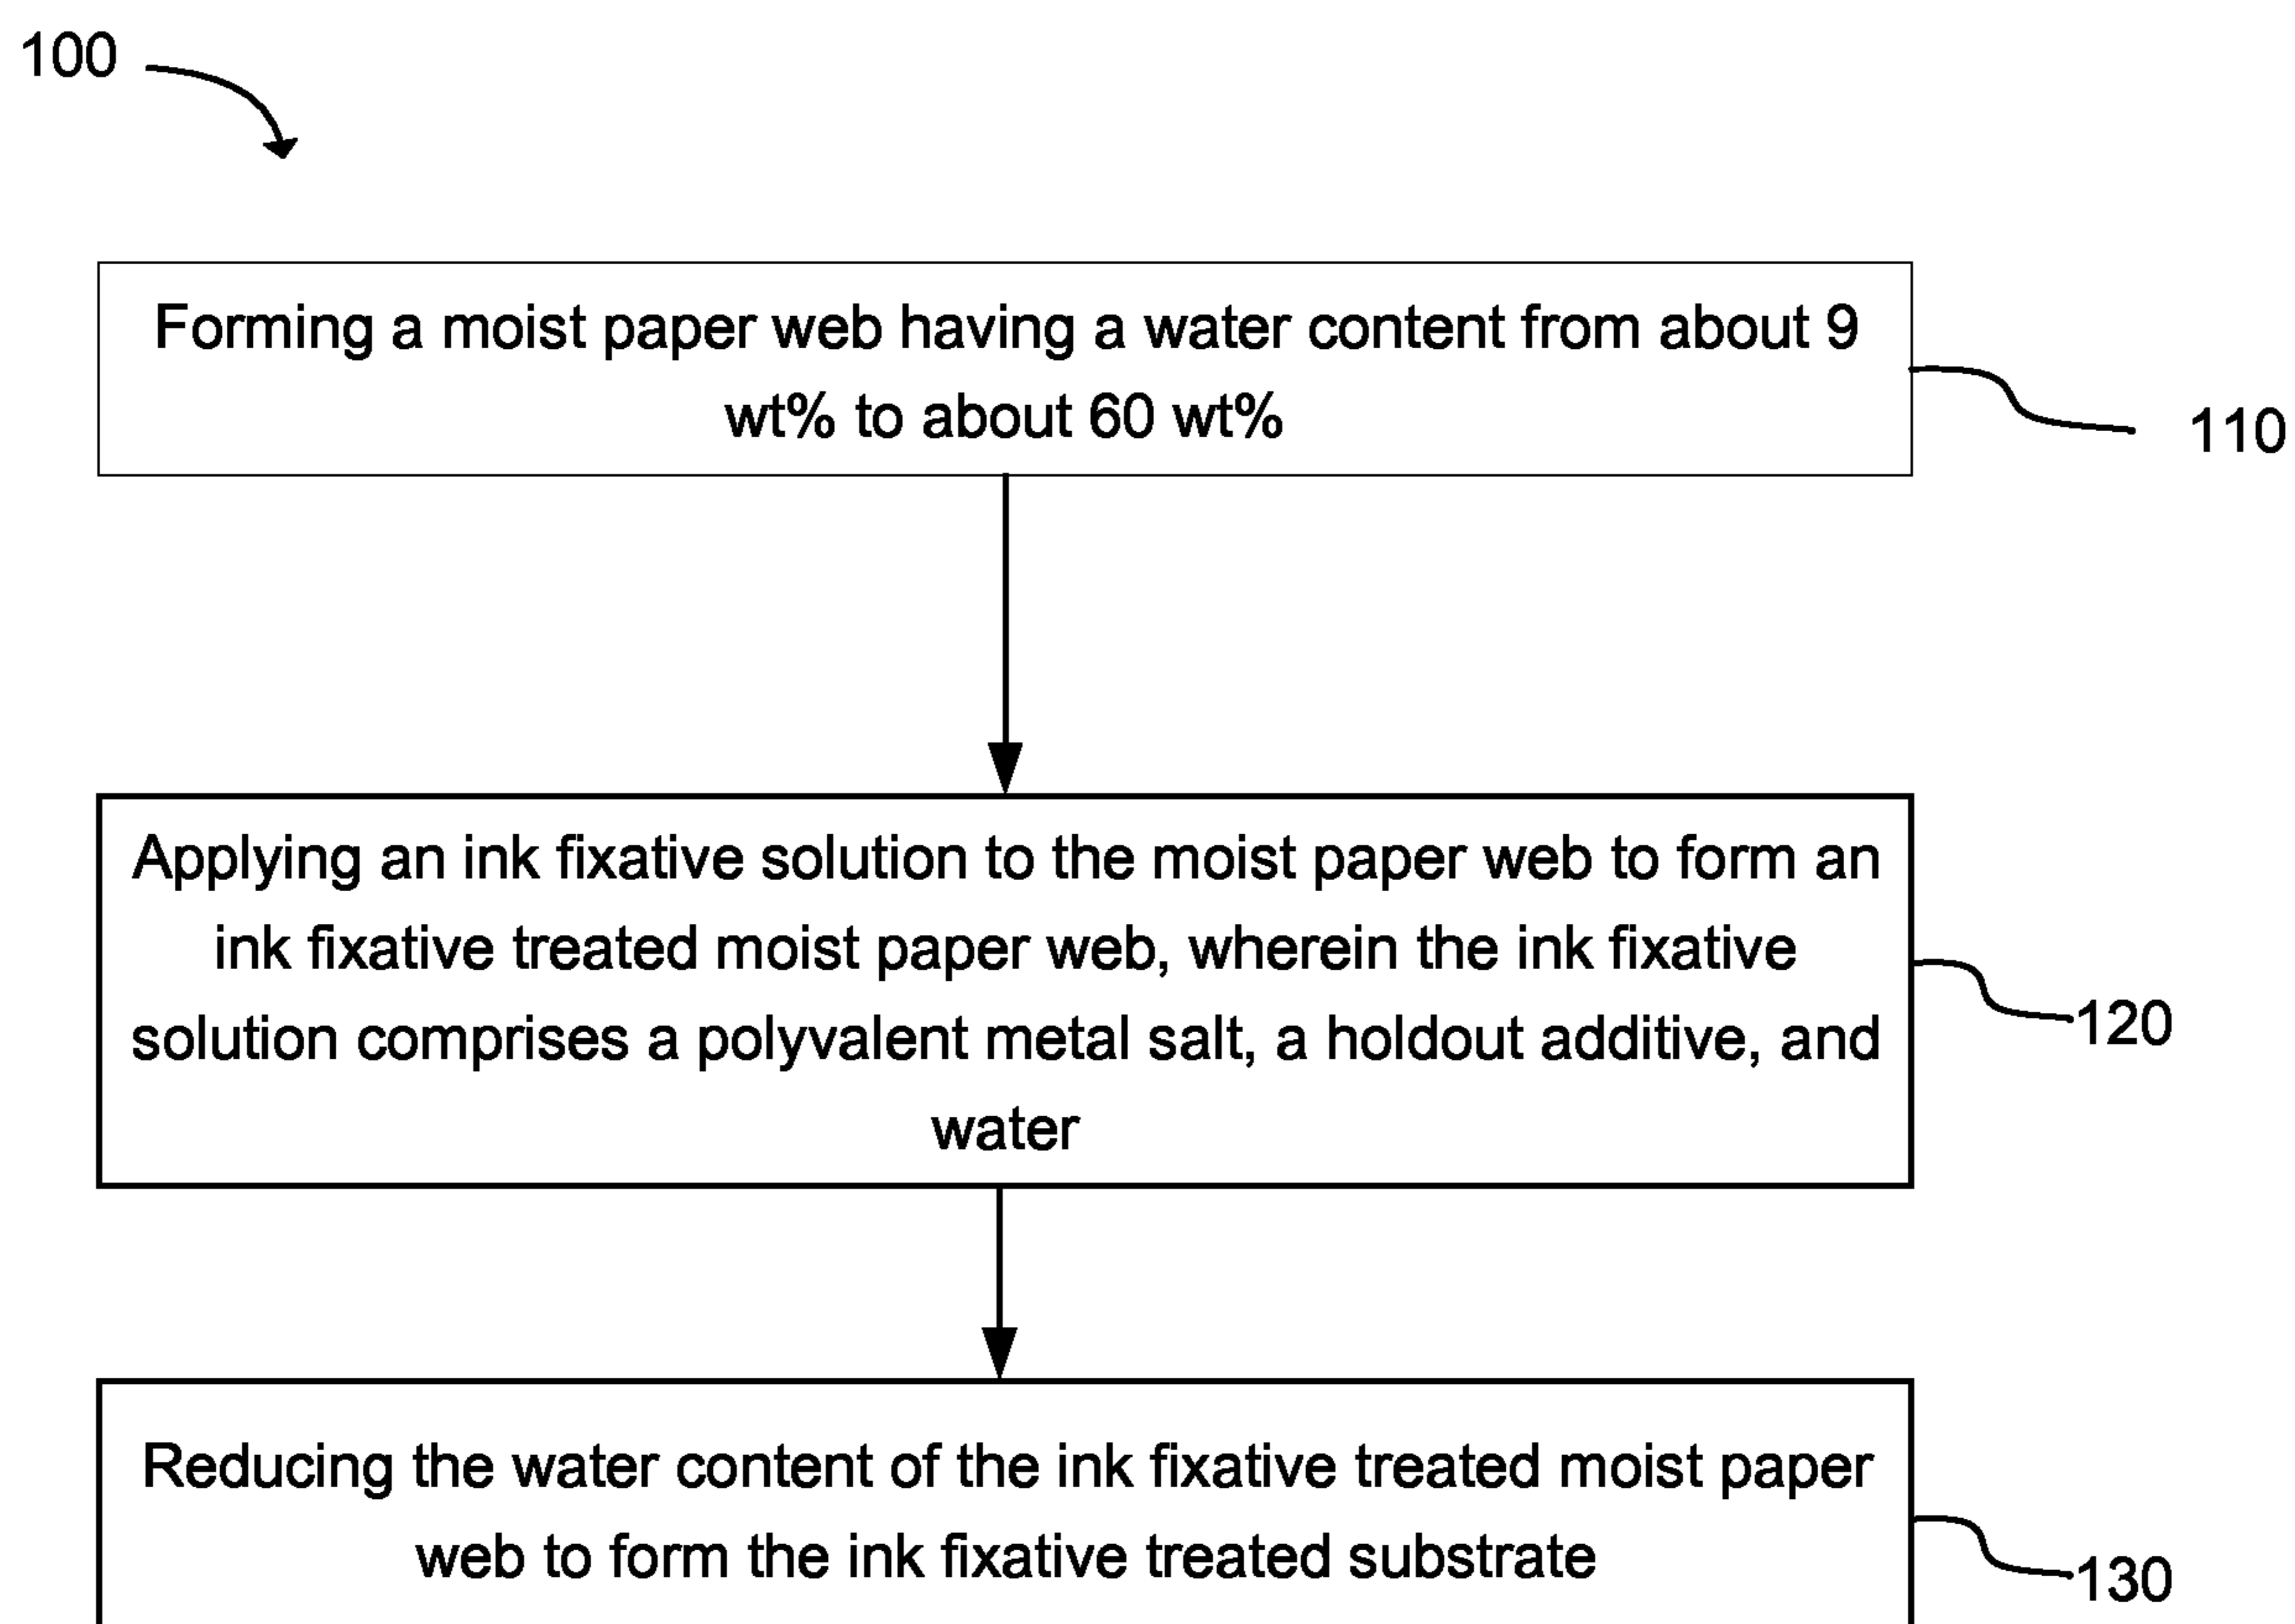 100
Forming a moist paper web having a water content from about 9
wt% to about 60 wt%
110
Applying an ink fixative solution to the moist paper web to form an
ink fixative treated moist paper web, wherein the ink fixative
solution comprises a polyvalent metal salt, a holdout additive, and
water
120
Reducing the water content of the ink fixative treated moist paper
web to form the ink fixative treated substrate
130